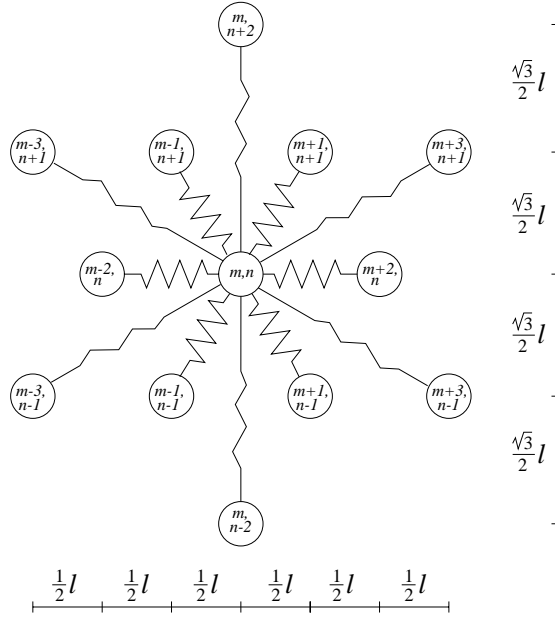 m,
n+2
√3/2 l
m-3,
n+1
m-1,
n+1
m+1,
n+1
m+3,
n+1
√3/2 l
m-2,
n
m,n
m+2,
n
√3/2 l
m-3,
n-1
m-1,
n-1
m+1,
n-1
m+3,
n-1
√3/2 l
m,
n-2
1/2 l 1/2 l 1/2 l 1/2 l 1/2 l 1/2 l